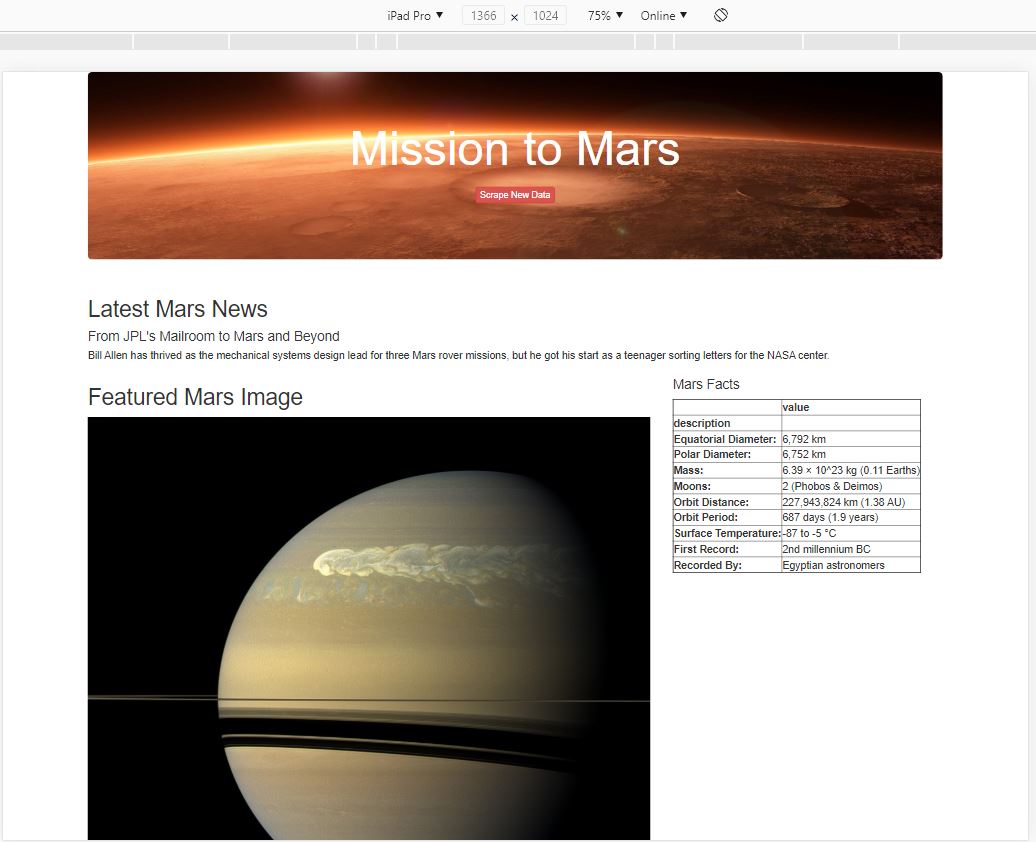 iPad Pro ▼ 1366 x 1024 75% ▼ Online ▼
Mission to Mars
Scrape New Data
Latest Mars News
From JPL's Mailroom to Mars and Beyond
Bill Allen has thrived as the mechanical systems design lead for three Mars rover missions, but he got his start as a teenager sorting letters for the NASA center.
Featured Mars Image
Mars Facts
value
description
Equatorial Diameter: 6,792 km
Polar Diameter: 6,752 km
Mass: 6.39 × 10^23 kg (0.11 Earths)
Moons: 2 (Phobos & Deimos)
Orbit Distance: 227,943,824 km (1.38 AU)
Orbit Period: 687 days (1.9 years)
Surface Temperature: -87 to -5 °C
First Record: 2nd millennium BC
Recorded By: Egyptian astronomers